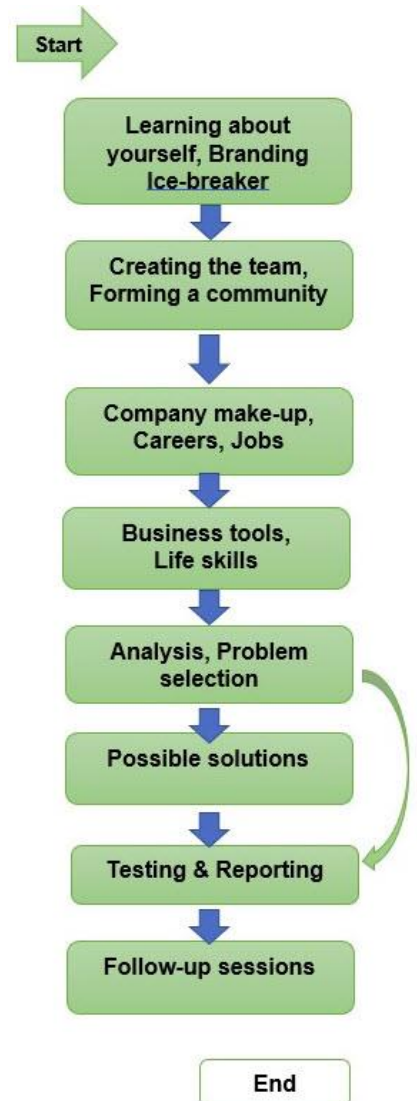 Start
Learning about
yourself, Branding
Ice-breaker
Creating the team,
Forming a community
Company make-up,
Careers, Jobs
Business tools,
Life skills
Analysis, Problem
selection
Possible solutions
Testing & Reporting
Follow-up sessions
End